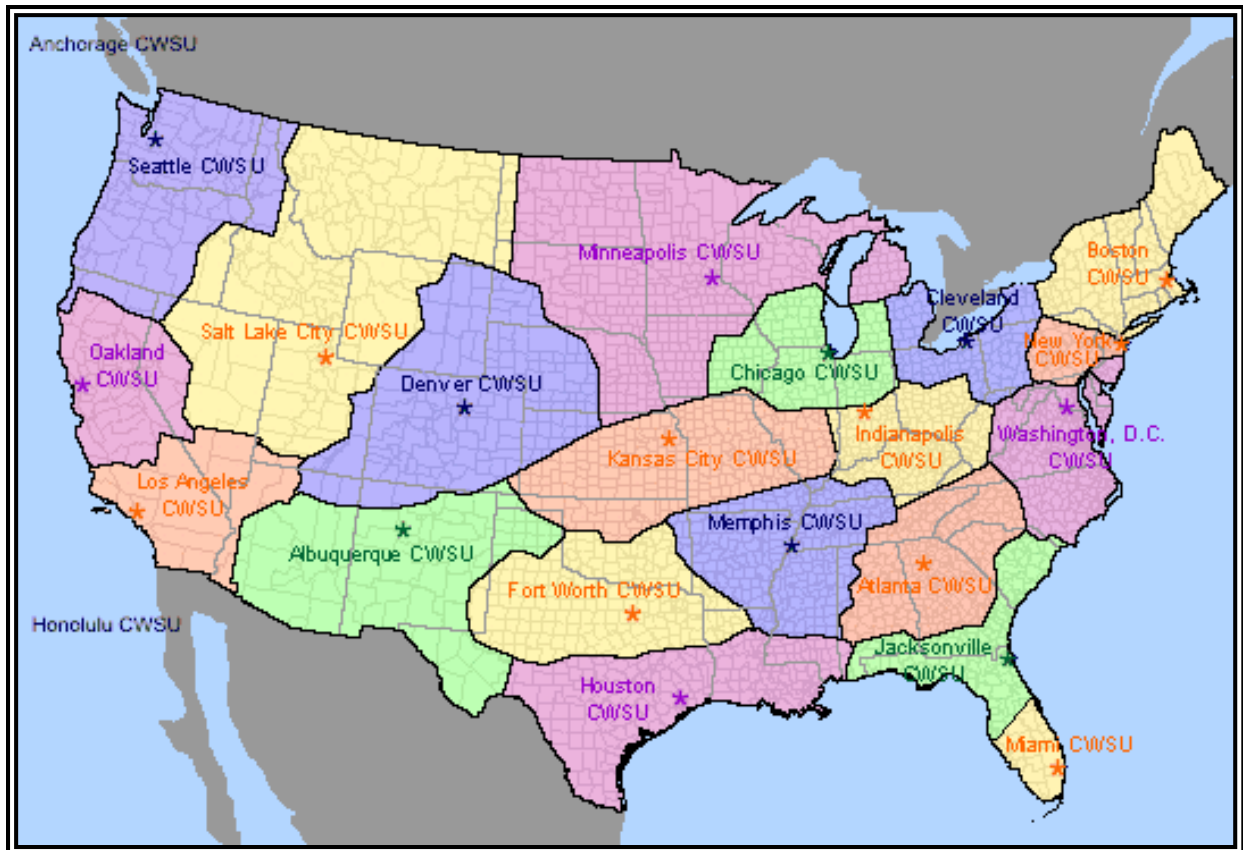 Anchorage CWSU
Seattle CWSU
Minneapolis CWSU
Boston
CWSU
Cleveland
CWSU
Salt Lake City CWSU
New York
CWSU
Oakland
CWSU
Chicago CWSU
Denver CWSU
Indianapolis
CWSU
Washington, D.C.
CWSU
Kansas City CWSU
Los Angeles
CWSU
Memphis CWSU
Albuquerque CWSU
Fort Worth CWSU
Atlanta CWSU
Honolulu CWSU
Jacksonville
CWSU
Houston
CWSU
Miami CWSU